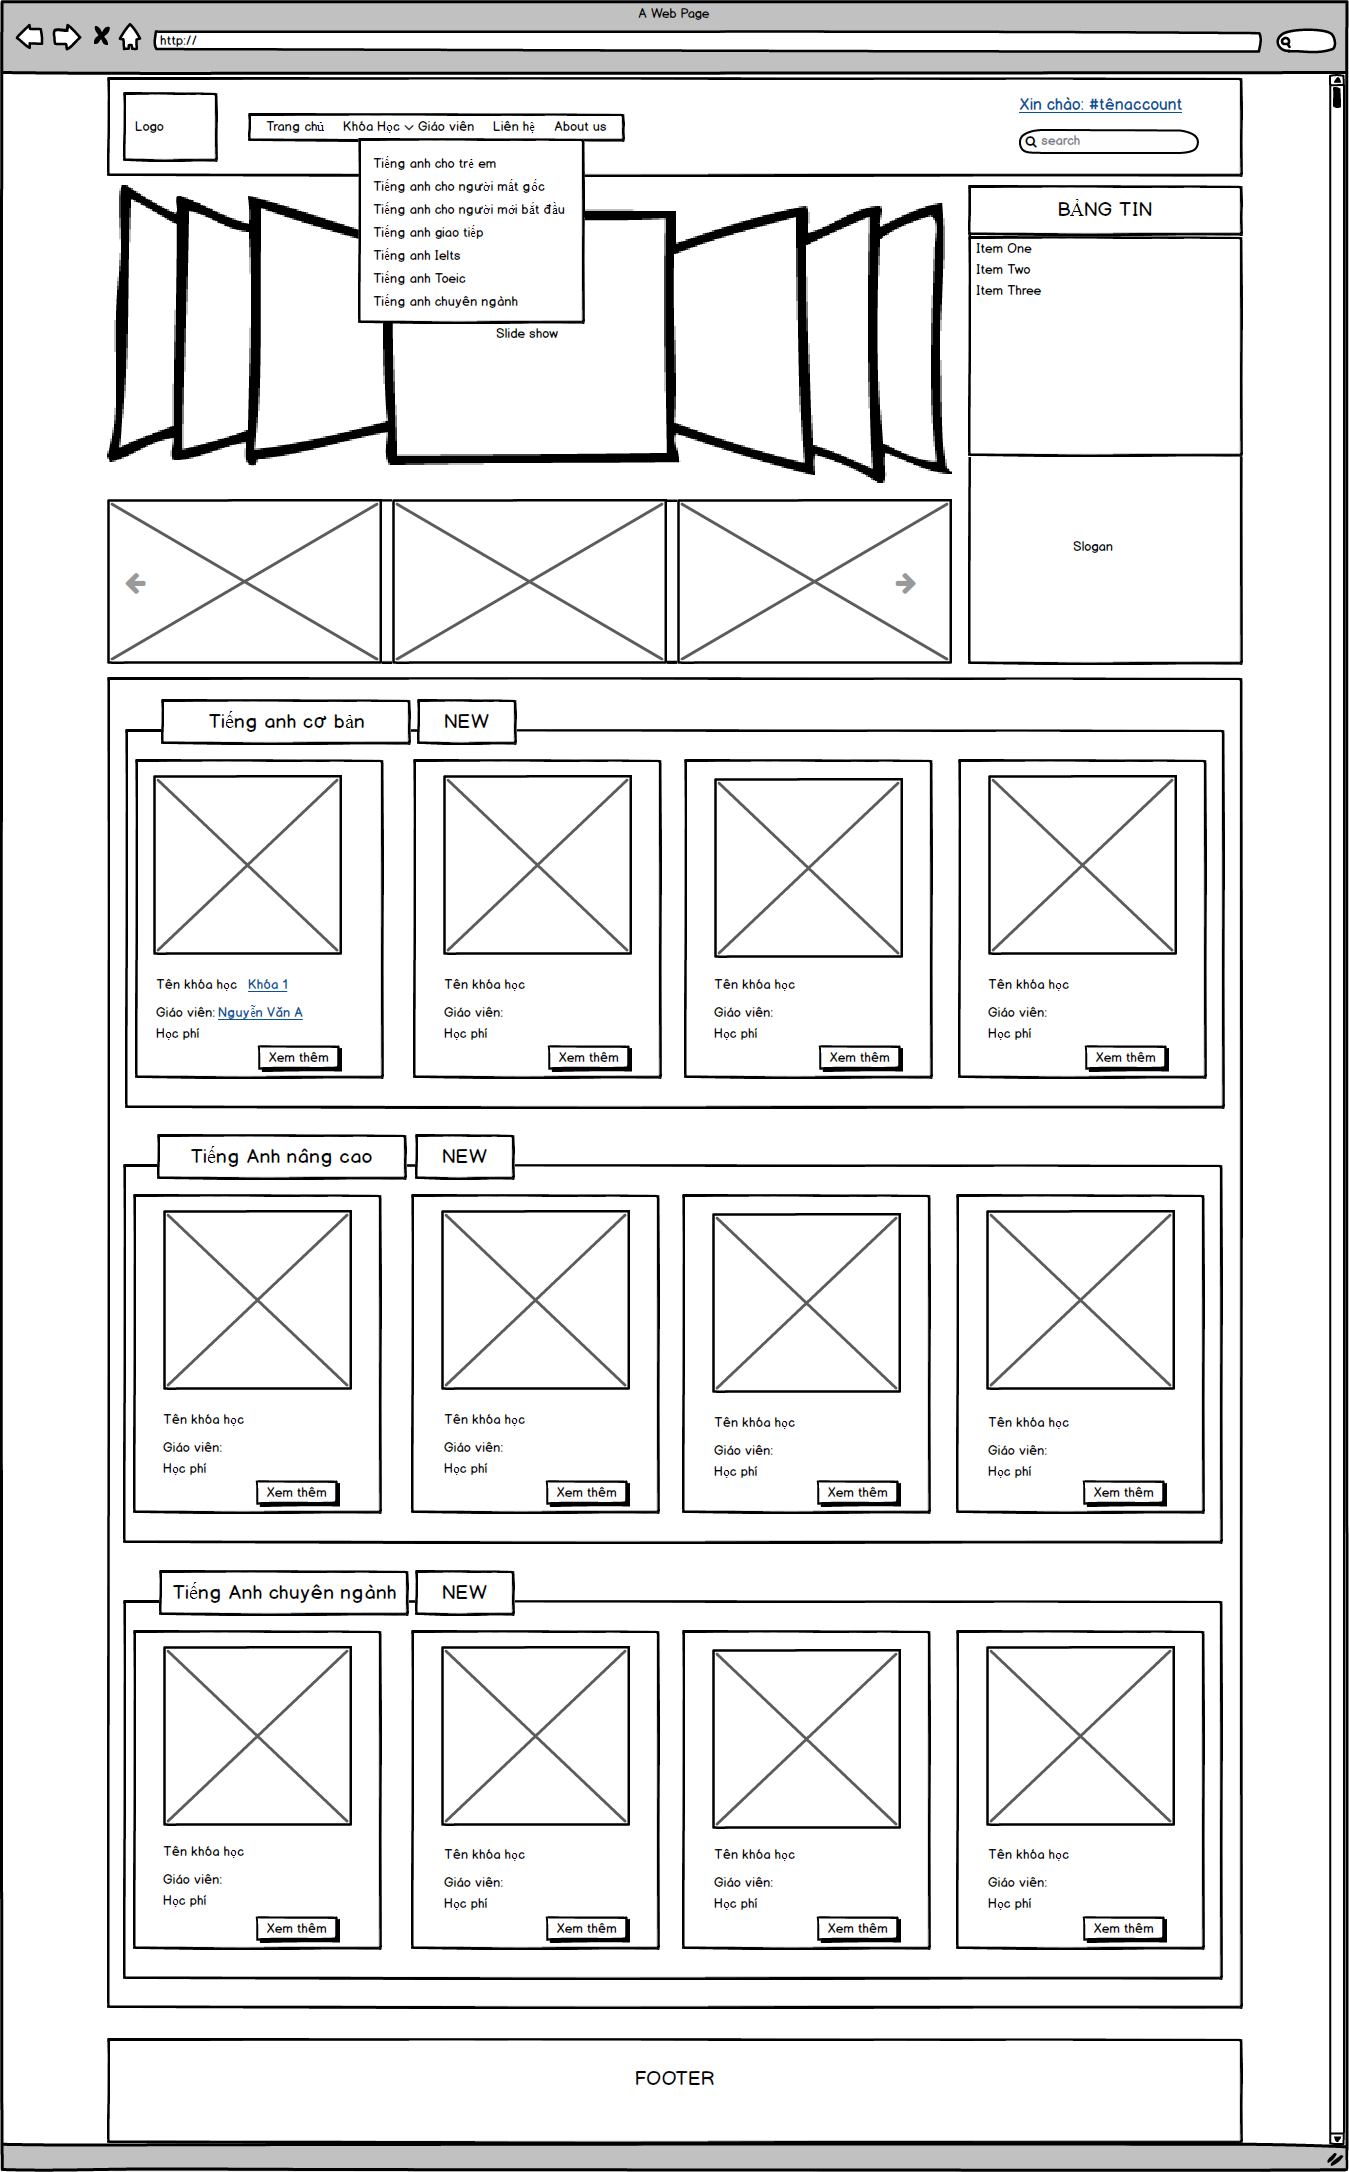 A Web Page
http://
Logo
Trang chủ Khóa Học Giáo viên Liên hệ About us
Xin chào: #tênaccount
search
Tiếng anh cho trẻ em
Tiếng anh cho người mất gốc
Tiếng anh cho người mới bắt đầu
Tiếng anh giao tiếp
Tiếng anh Ielts
Tiếng anh Toeic
Tiếng anh chuyên ngành
Slide show
BẢNG TIN
Item One
Item Two
Item Three
Slogan
Tiếng anh cơ bản NEW
Tên khóa học Khóa 1 Tên khóa học Tên khóa học Tên khóa học
Giáo viên: Nguyễn Văn A Giáo viên: Giáo viên: Giáo viên:
Học phí Học phí Học phí Học phí
Xem thêm Xem thêm Xem thêm Xem thêm
Tiếng Anh nâng cao NEW
Tên khóa học Tên khóa học Tên khóa học Tên khóa học
Giáo viên: Giáo viên: Giáo viên: Giáo viên:
Học phí Học phí Học phí Học phí
Xem thêm Xem thêm Xem thêm Xem thêm
Tiếng Anh chuyên ngành NEW
Tên khóa học Tên khóa học Tên khóa học Tên khóa học
Giáo viên: Giáo viên: Giáo viên: Giáo viên:
Học phí Học phí Học phí Học phí
Xem thêm Xem thêm Xem thêm Xem thêm
FOOTER